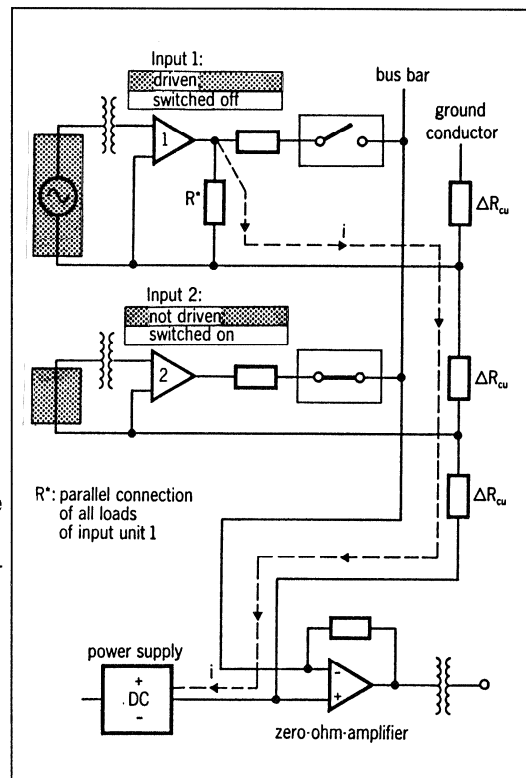 Input 1:
driven
switched off
bus bar
ground
conductor
1
R*
i
ΔRcu
Input 2:
not driven
switched on
2
ΔRcu
R*: parallel connection
of all loads
of input unit 1
ΔRcu
e
power supply
+
DC
-
i
-
+
zero-ohm-amplifier